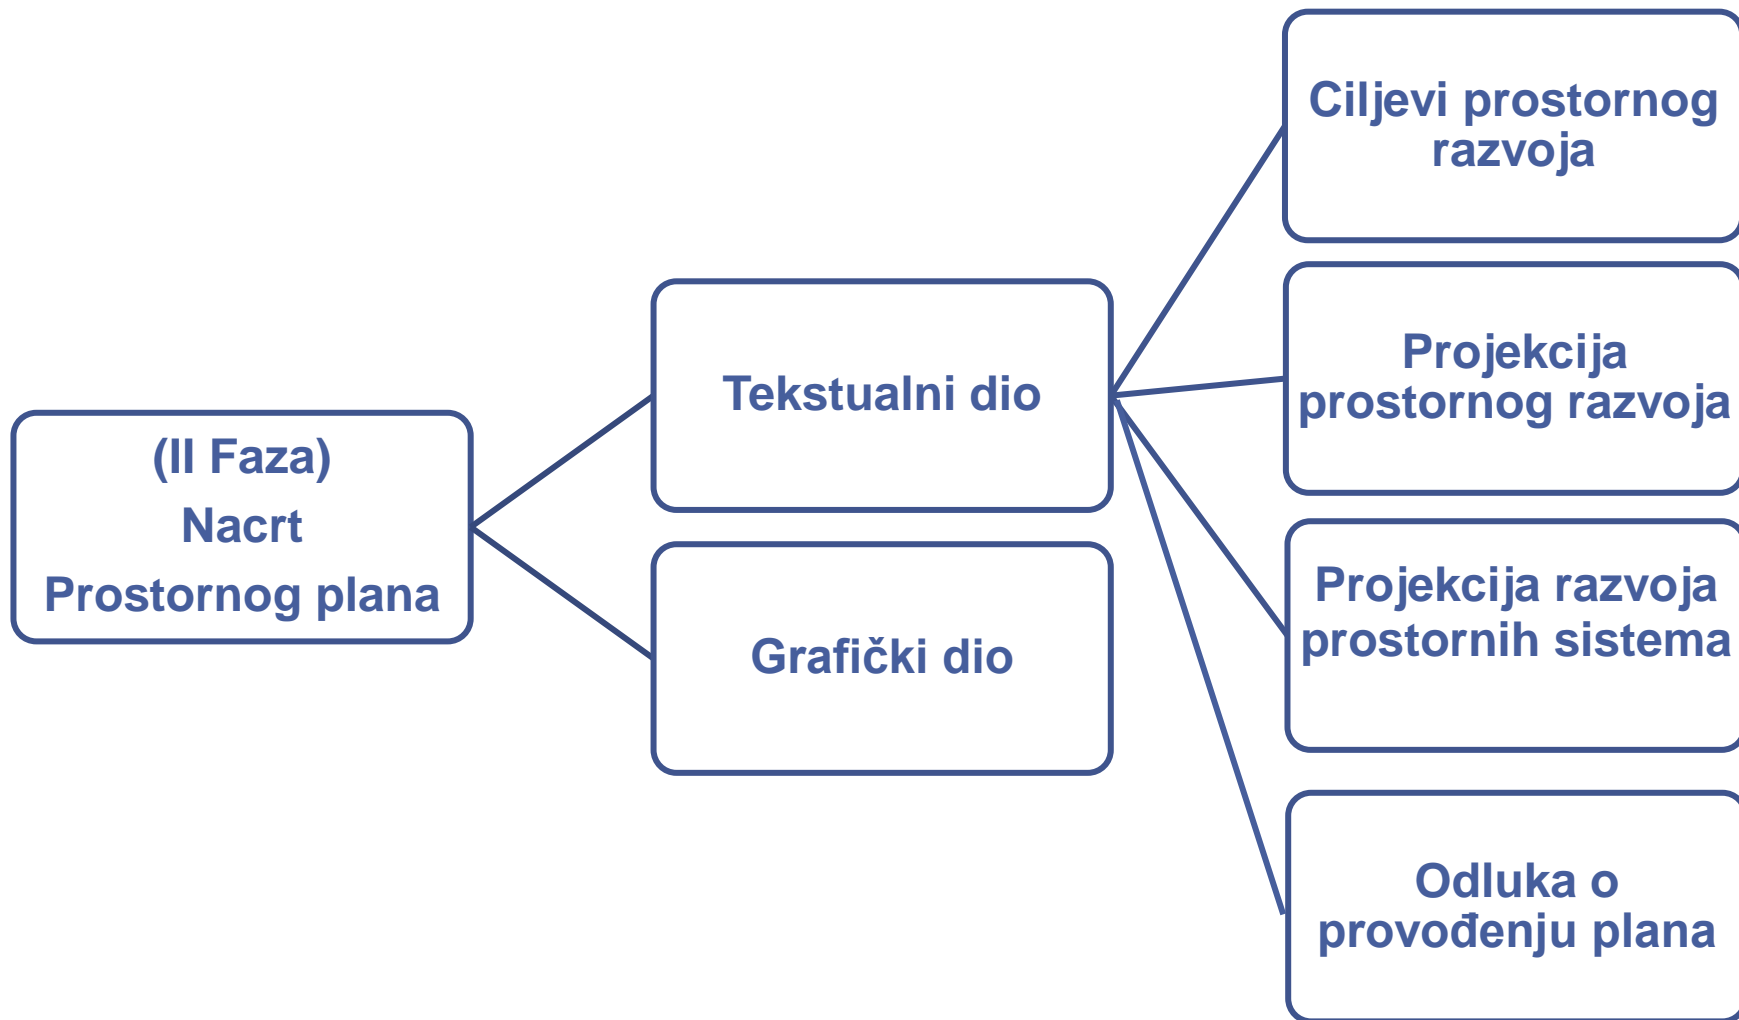 (II Faza)
Nacrt
Prostornog plana
Tekstualni dio
Grafički dio
Ciljevi prostornog
razvoja
Projekcija
prostornog razvoja
Projekcija razvoja
prostornih sistema
Odluka o
provođenju plana